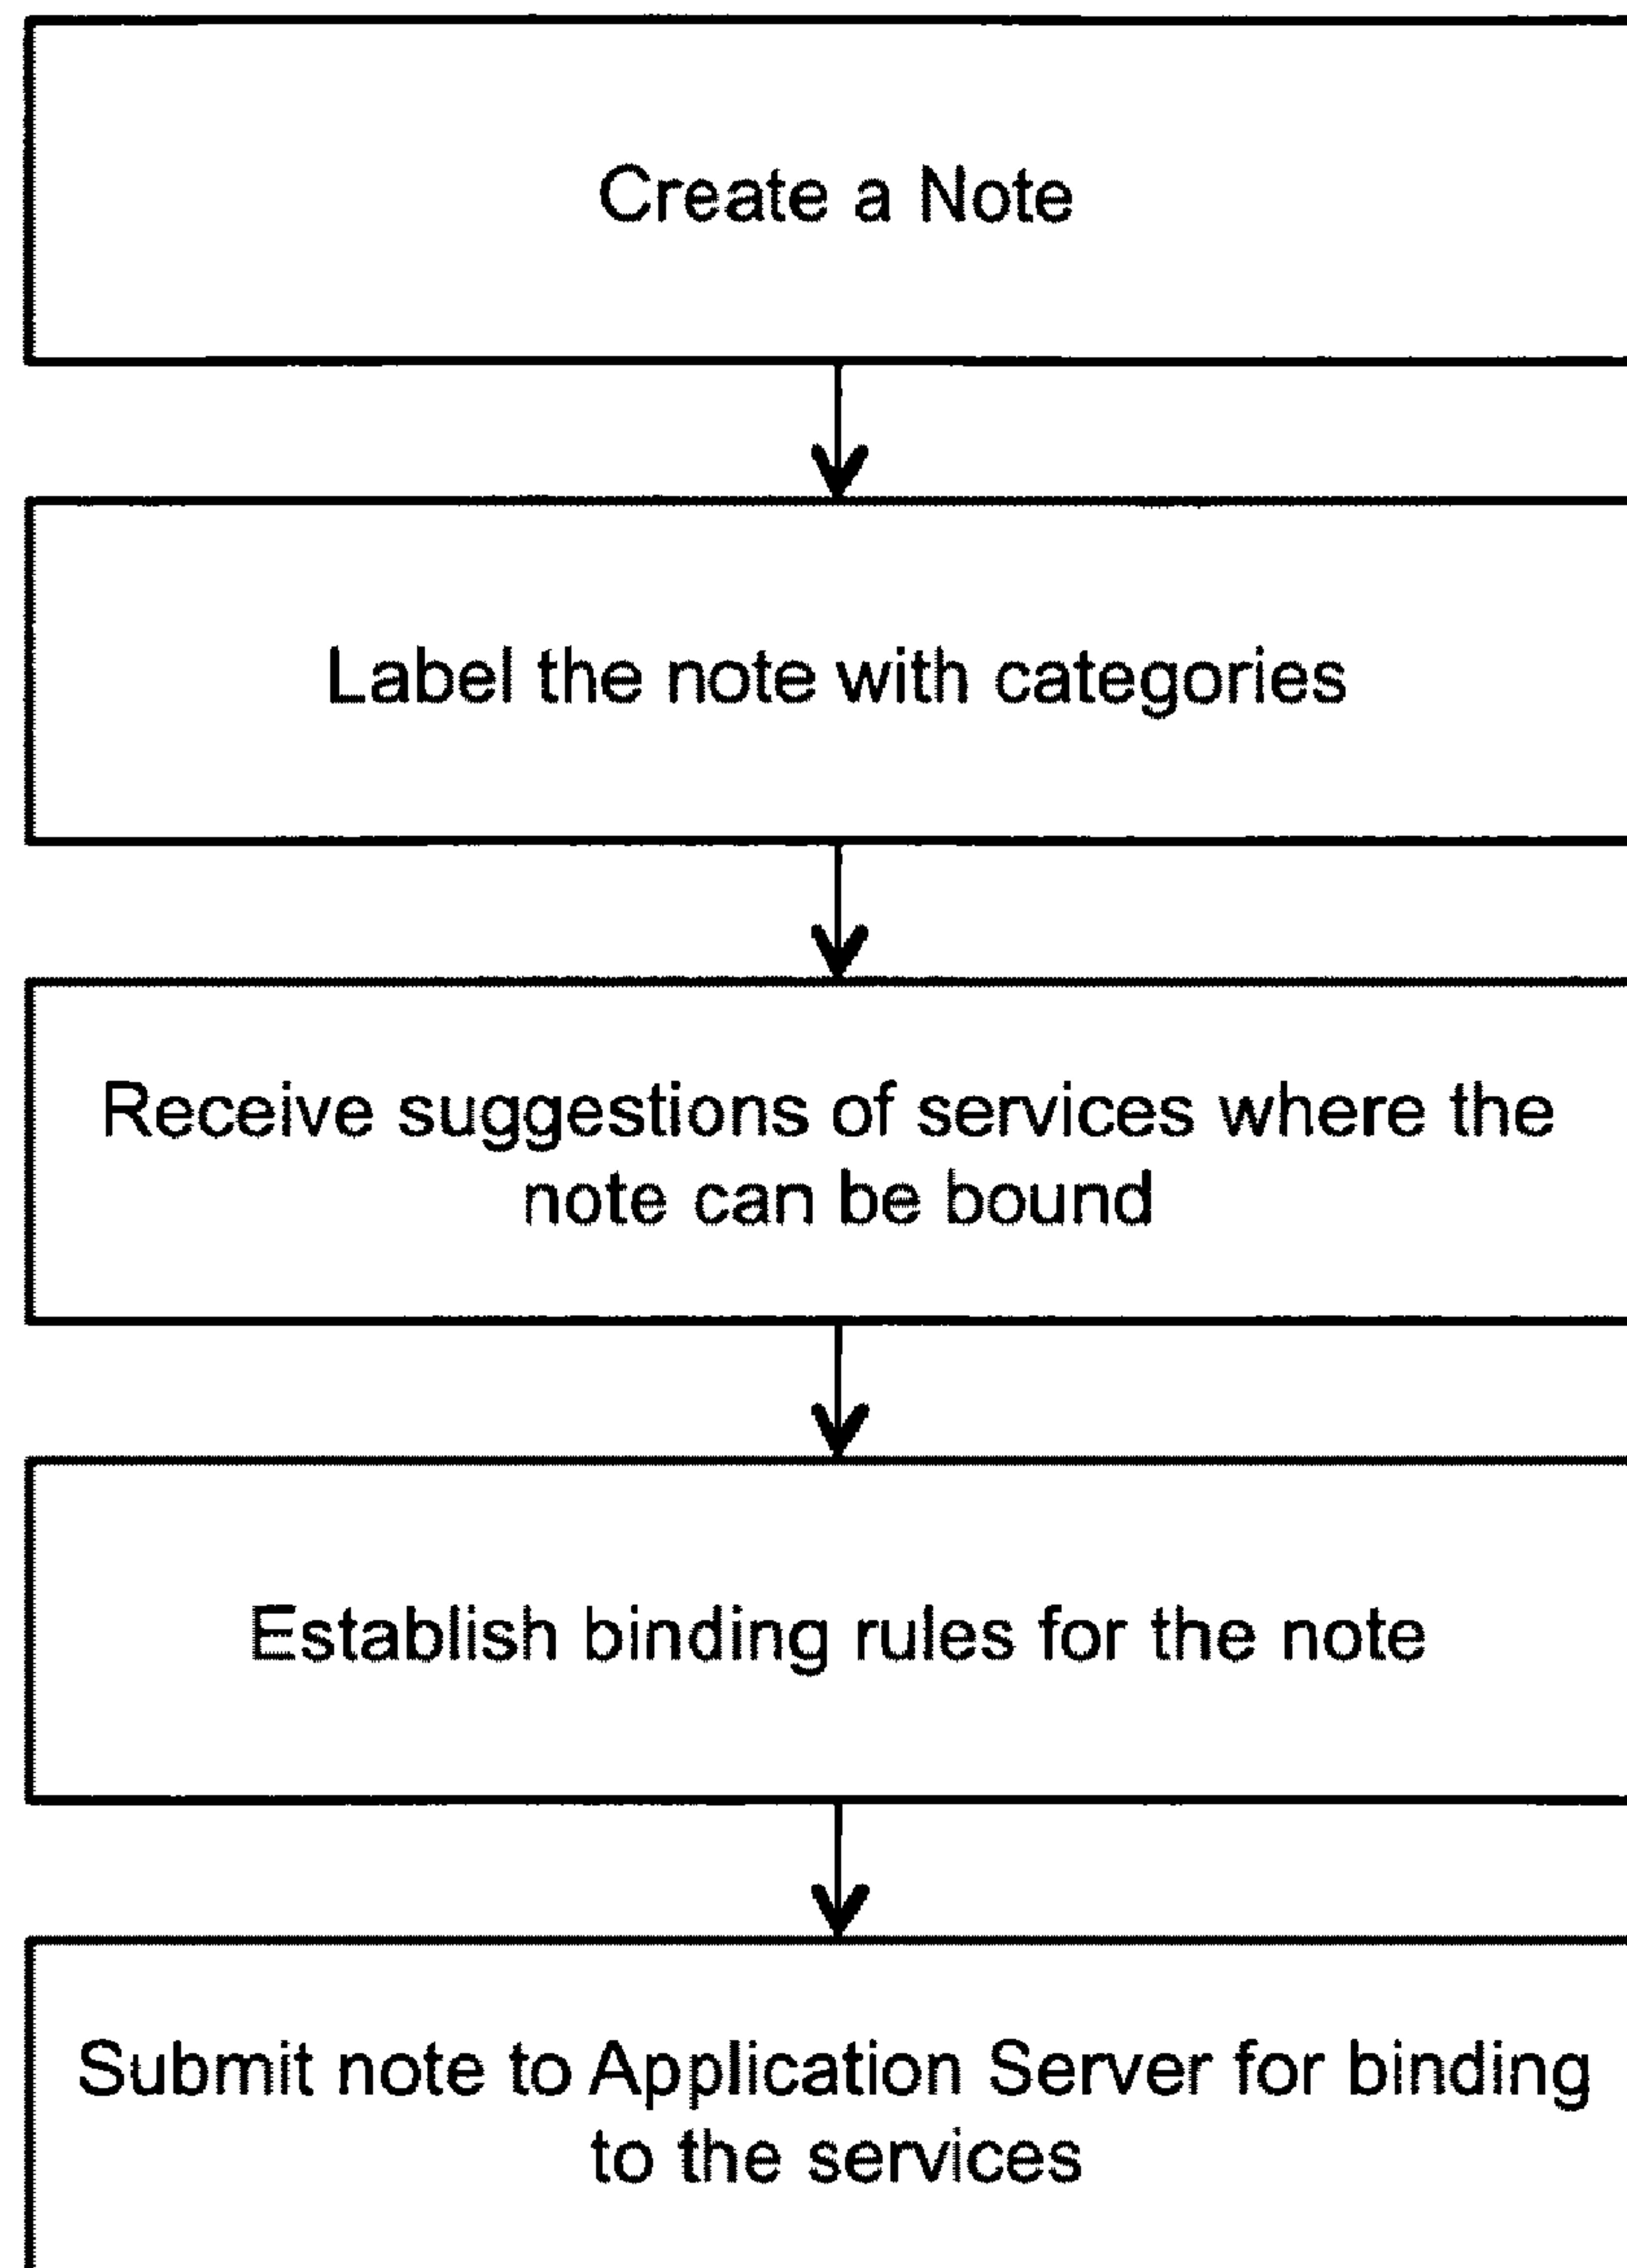 Create a Note
Label the note with categories
Receive suggestions of services where the
note can be bound
Establish binding rules for the note
Submit note to Application Server for binding
to the services